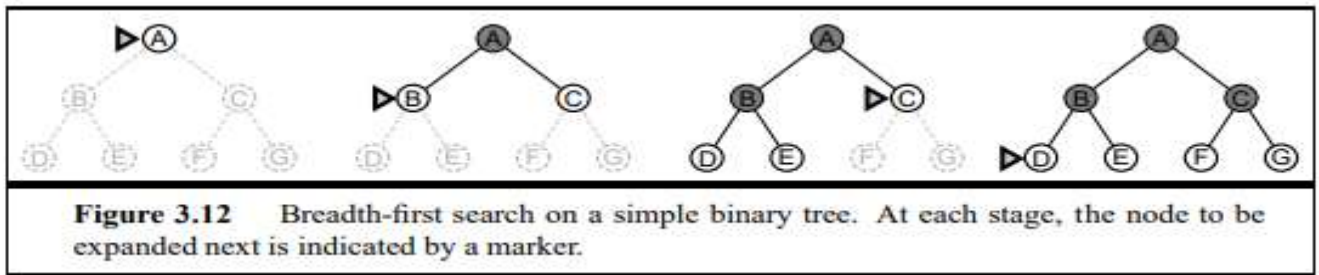 A A A A
B C B C B C B C
D E F G D E F G D E F G D E F G
Figure 3.12 Breadth-first search on a simple binary tree. At each stage, the node to be
expanded next is indicated by a marker.